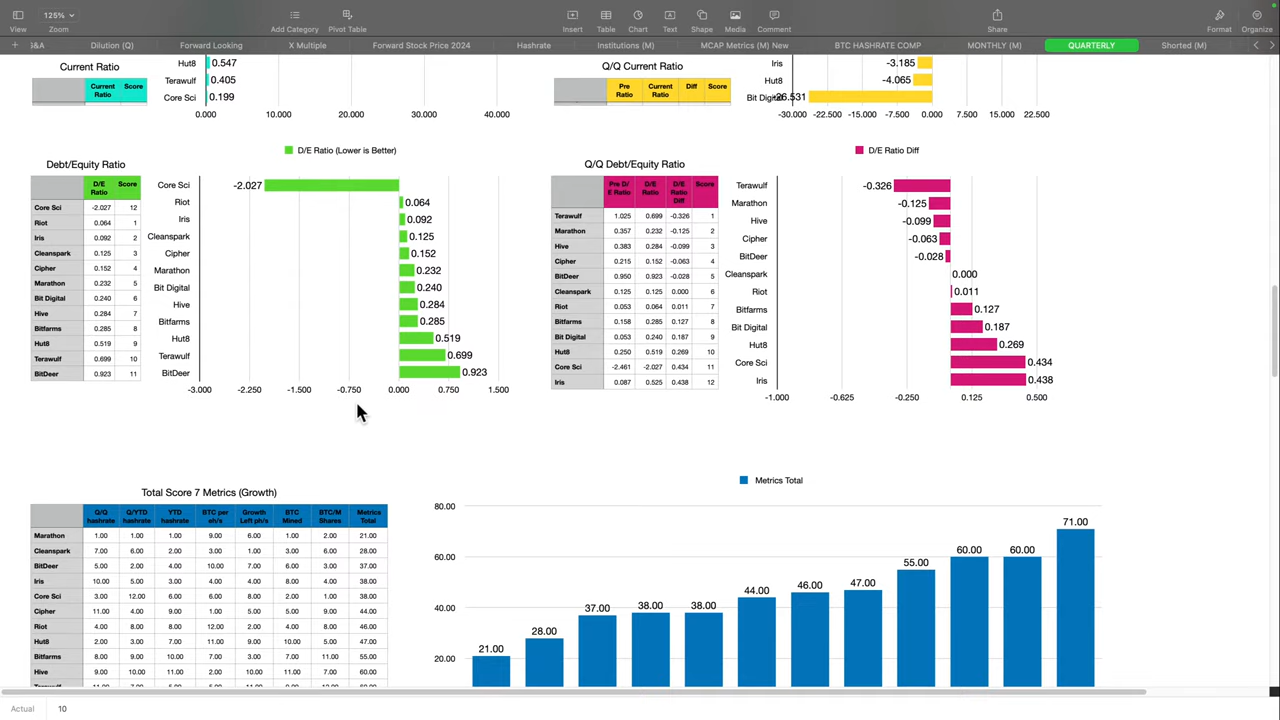 125%
View
Zoom
Add Category
Pivot Table
Insert
Table
Chart
Text
Shape
Media
Comment
Share
Format
Organize
G&A
Dilution (Q)
Forward Looking
X Multiple
Forward Stock Price 2024
Hashrate
Institutions (M)
MCAP Metrics (M) New
BTC HASHRATE COMP
MONTHLY (M)
QUARTERLY
Shorted (M)
Current Ratio
Current Ratio Score
Hut8 0.547
Terawulf 0.405
Core Sci 0.199
0.000 10.000 20.000 30.000 40.000
Q/Q Current Ratio
Pre Ratio Current Ratio Diff Score
Iris -3.185
Hut8 -4.065
Bit Digital -26.531
-30.000 -22.500 -15.000 -7.500 0.000 7.500 15.000 22.500
Debt/Equity Ratio
D/E Ratio Score
Core Sci -2.027 12
Riot 0.064 1
Iris 0.092 2
Cleanspark 0.125 3
Cipher 0.152 4
Marathon 0.232 5
Bit Digital 0.240 6
Hive 0.284 7
Bitfarms 0.285 8
Hut8 0.519 9
Terawulf 0.699 10
BitDeer 0.923 11
D/E Ratio (Lower is Better)
Core Sci -2.027
Riot 0.064
Iris 0.092
Cleanspark 0.125
Cipher 0.152
Marathon 0.232
Bit Digital 0.240
Hive 0.284
Bitfarms 0.285
Hut8 0.519
Terawulf 0.699
BitDeer 0.923
-3.000 -2.250 -1.500 -0.750 0.000 0.750 1.500
Q/Q Debt/Equity Ratio
Pre D/E Ratio D/E Ratio D/E Ratio Diff Score
Terawulf 1.025 0.699 -0.326 1
Marathon 0.357 0.232 -0.125 2
Hive 0.383 0.284 -0.099 3
Cipher 0.215 0.152 -0.063 4
BitDeer 0.950 0.923 -0.028 5
Cleanspark 0.125 0.125 0.000 6
Riot 0.053 0.064 0.011 7
Bitfarms 0.158 0.285 0.127 8
Bit Digital 0.053 0.240 0.187 9
Hut8 0.250 0.519 0.269 10
Core Sci -2.461 -2.027 0.434 11
Iris 0.087 0.525 0.438 12
D/E Ratio Diff
Terawulf -0.326
Marathon -0.125
Hive -0.099
Cipher -0.063
BitDeer -0.028
Cleanspark 0.000
Riot 0.011
Bitfarms 0.127
Bit Digital 0.187
Hut8 0.269
Core Sci 0.434
Iris 0.438
-1.000 -0.625 -0.250 0.125 0.500
Total Score 7 Metrics (Growth)
Q/Q hashrate Q/YTD hashrate YTD hashrate BTC per eh/s Growth Left ph/s BTC Mined BTC/M Shares Metrics Total
Marathon 1.00 1.00 1.00 9.00 6.00 1.00 2.00 21.00
Cleanspark 7.00 6.00 2.00 3.00 1.00 3.00 6.00 28.00
BitDeer 5.00 2.00 4.00 10.00 7.00 6.00 3.00 37.00
Iris 10.00 5.00 3.00 4.00 4.00 8.00 4.00 38.00
Core Sci 3.00 12.00 6.00 6.00 8.00 2.00 1.00 38.00
Cipher 11.00 4.00 9.00 1.00 5.00 5.00 9.00 44.00
Riot 4.00 8.00 8.00 12.00 2.00 4.00 8.00 46.00
Hut8 2.00 3.00 7.00 11.00 9.00 10.00 5.00 47.00
Bitfarms 8.00 9.00 10.00 7.00 3.00 7.00 11.00 55.00
Hive 9.00 10.00 11.00 2.00 10.00 11.00 7.00 60.00
Metrics Total
80.00
60.00
40.00
20.00
21.00 28.00 37.00 38.00 38.00 44.00 46.00 47.00 55.00 60.00 60.00 71.00
Actual 10